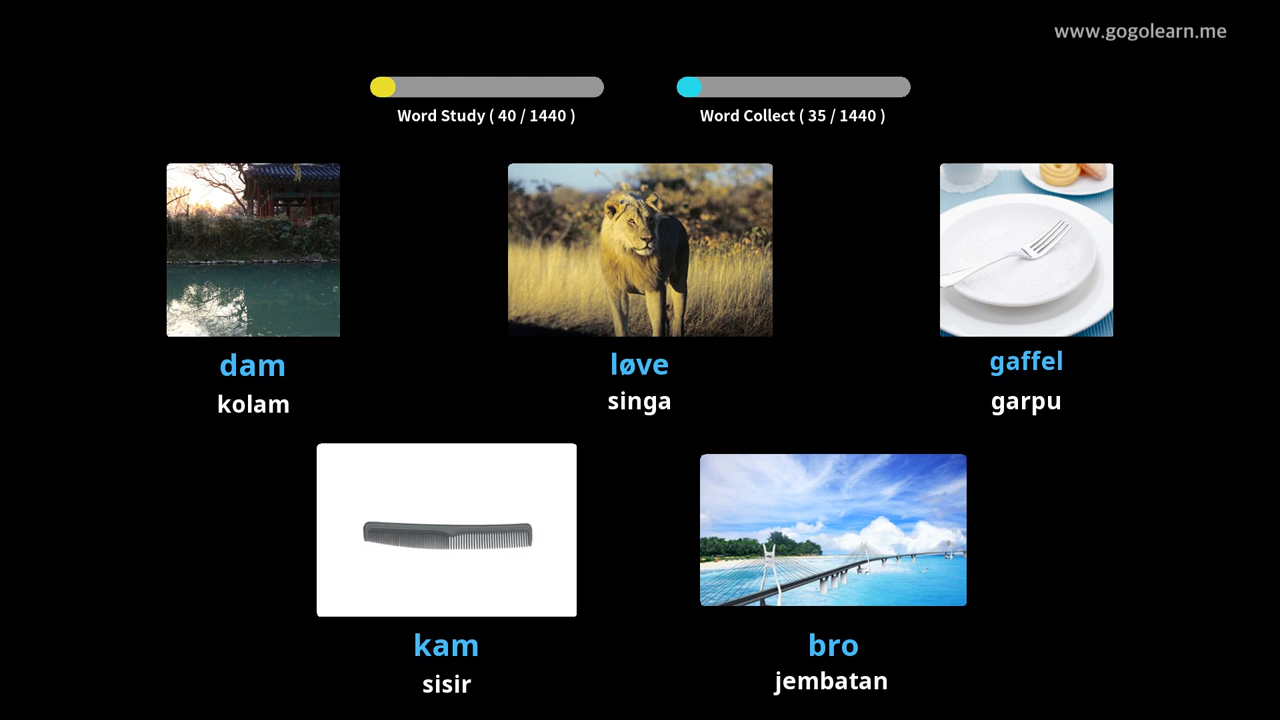 www.gogolearn.me
Word Study ( 40 / 1440 )
Word Collect ( 35 / 1440 )
dam
kolam
løve
singa
gaffel
garpu
kam
sisir
bro
jembatan